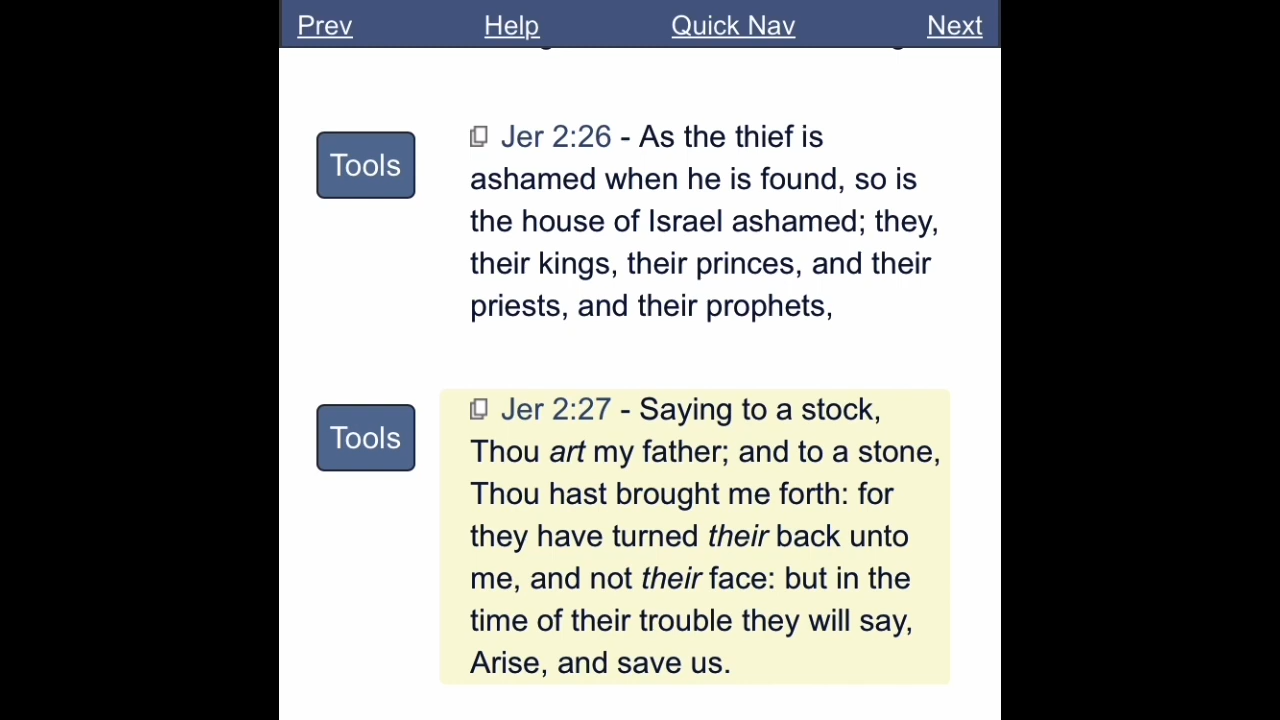 Prev Help Quick Nav Next
Tools
Jer 2:26 - As the thief is
ashamed when he is found, so is
the house of Israel ashamed; they,
their kings, their princes, and their
priests, and their prophets,
Tools
Jer 2:27 - Saying to a stock,
Thou art my father; and to a stone,
Thou hast brought me forth: for
they have turned their back unto
me, and not their face: but in the
time of their trouble they will say,
Arise, and save us.